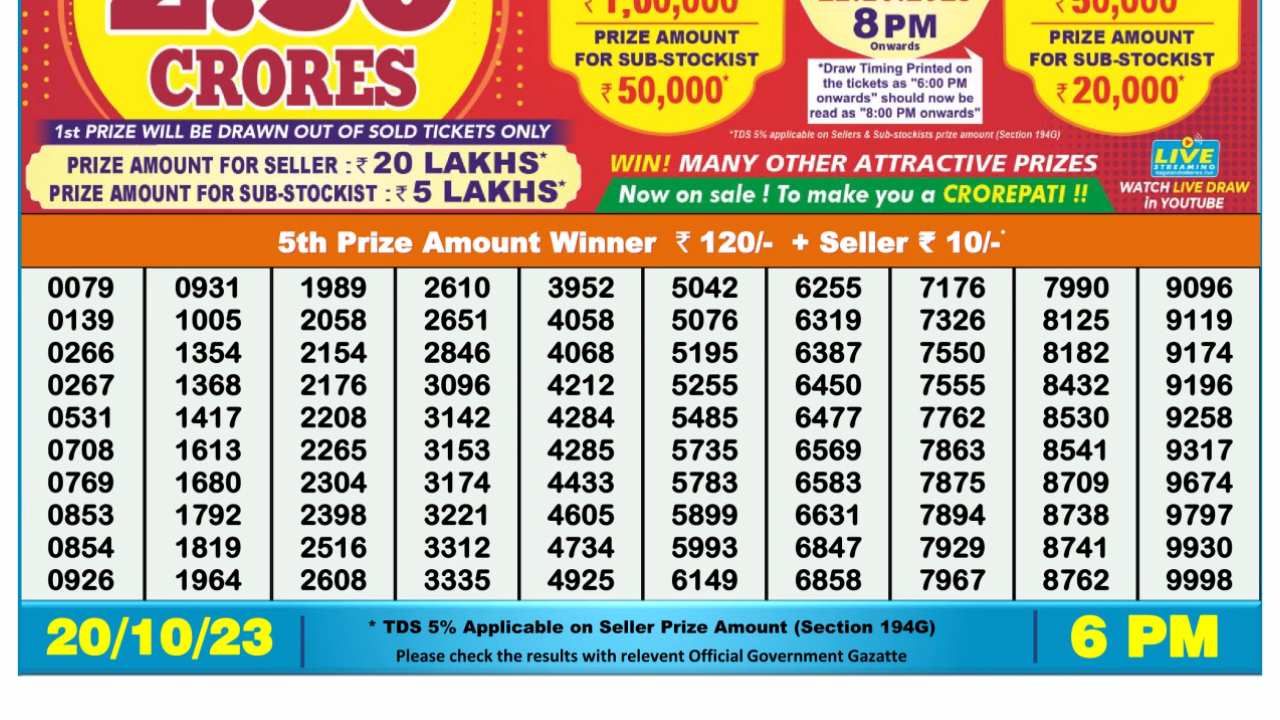 CRORES
1st PRIZE WILL BE DRAWN OUT OF SOLD TICKETS ONLY
PRIZE AMOUNT FOR SELLER : ₹ 20 LAKHS*
PRIZE AMOUNT FOR SUB-STOCKIST : ₹ 5 LAKHS*
₹ 1,00,000
PRIZE AMOUNT
FOR SUB-STOCKIST
₹ 50,000*
8 PM
Onwards
*Draw Timing Printed on
the tickets as "6:00 PM
onwards" should now be
read as "8:00 PM onwards"
₹ 50,000
PRIZE AMOUNT
FOR SUB-STOCKIST
₹ 20,000*
*TDS 5% applicable on Sellers & Sub-stockists prize amount (Section 194G)
WIN! MANY OTHER ATTRACTIVE PRIZES
Now on sale ! To make you a CROREPATI !!
LIVE
STREAMING
WATCH LIVE DRAW
in YOUTUBE
5th Prize Amount Winner ₹ 120/- + Seller ₹ 10/-*
0079 0931 1989 2610 3952 5042 6255 7176 7990 9096
0139 1005 2058 2651 4058 5076 6319 7326 8125 9119
0266 1354 2154 2846 4068 5195 6387 7550 8182 9174
0267 1368 2176 3096 4212 5255 6450 7555 8432 9196
0531 1417 2208 3142 4284 5485 6477 7762 8530 9258
0708 1613 2265 3153 4285 5735 6569 7863 8541 9317
0769 1680 2304 3174 4433 5783 6583 7875 8709 9674
0853 1792 2398 3221 4605 5899 6631 7894 8738 9797
0854 1819 2516 3312 4734 5993 6847 7929 8741 9930
0926 1964 2608 3335 4925 6149 6858 7967 8762 9998
20/10/23
* TDS 5% Applicable on Seller Prize Amount (Section 194G)
Please check the results with relevent Official Government Gazatte
6 PM